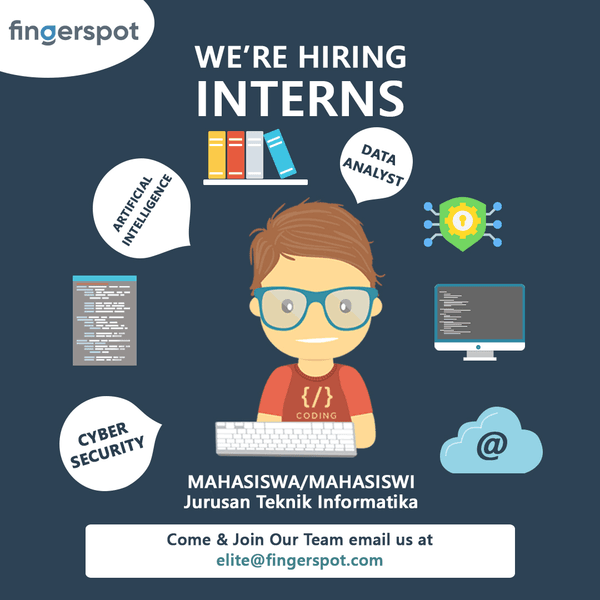 fingerspot
WE'RE HIRING
INTERNS
DATA
ANALYST
ARTIFICIAL
INTELLIGENCE
{/}
CODING
CYBER
SECURITY
@
MAHASISWA/MAHASISWI
Jurusan Teknik Informatika
Come & Join Our Team email us at
elite@fingerspot.com